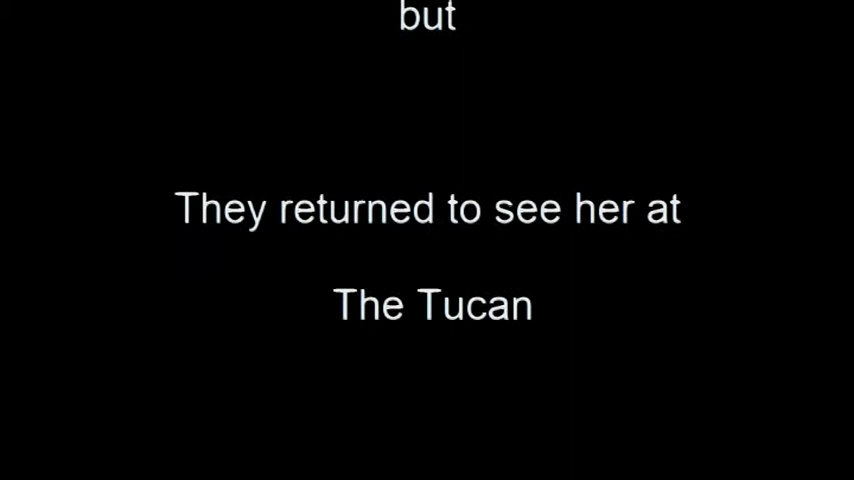 but
They returned to see her at
The Tucan